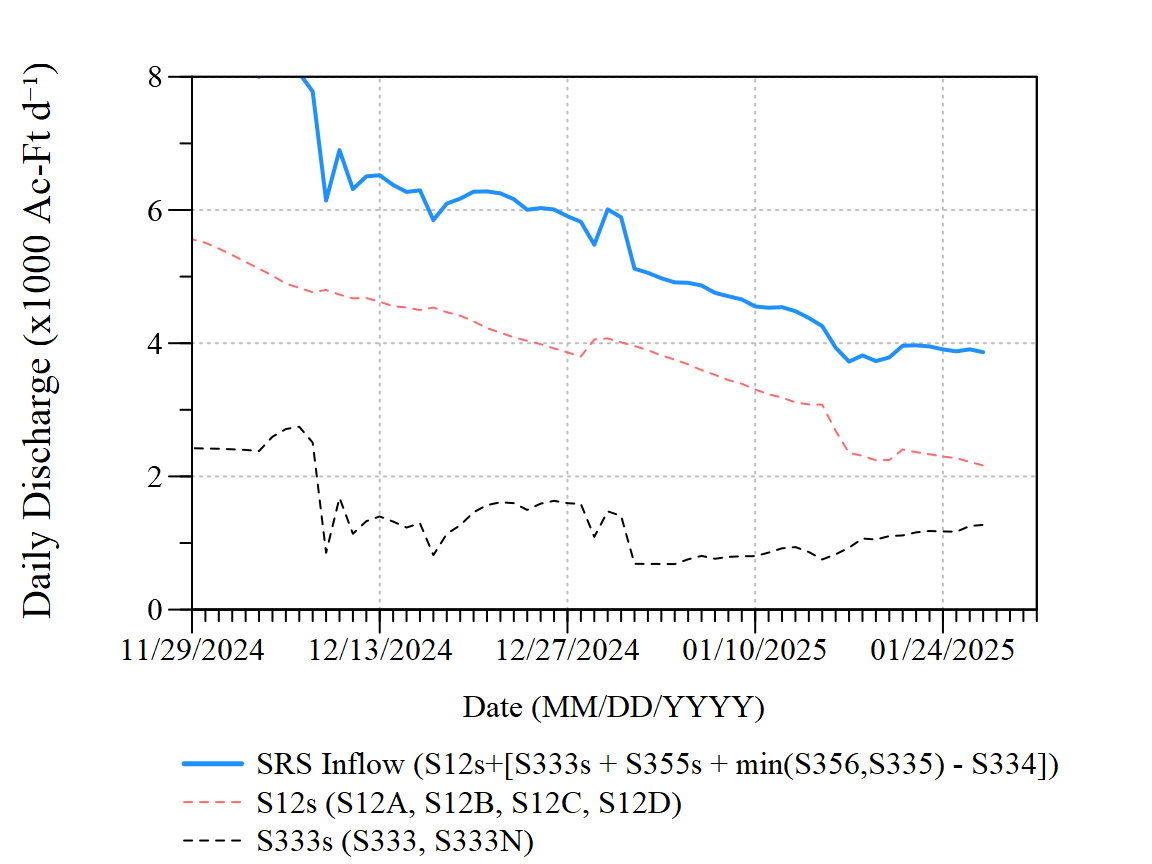 Daily Discharge (x1000 Ac-Ft d⁻¹)
8
6
4
2
0
11/29/2024 12/13/2024 12/27/2024 01/10/2025 01/24/2025
Date (MM/DD/YYYY)
SRS Inflow (S12s+[S333s + S355s + min(S356,S335) - S334])
S12s (S12A, S12B, S12C, S12D)
S333s (S333, S333N)